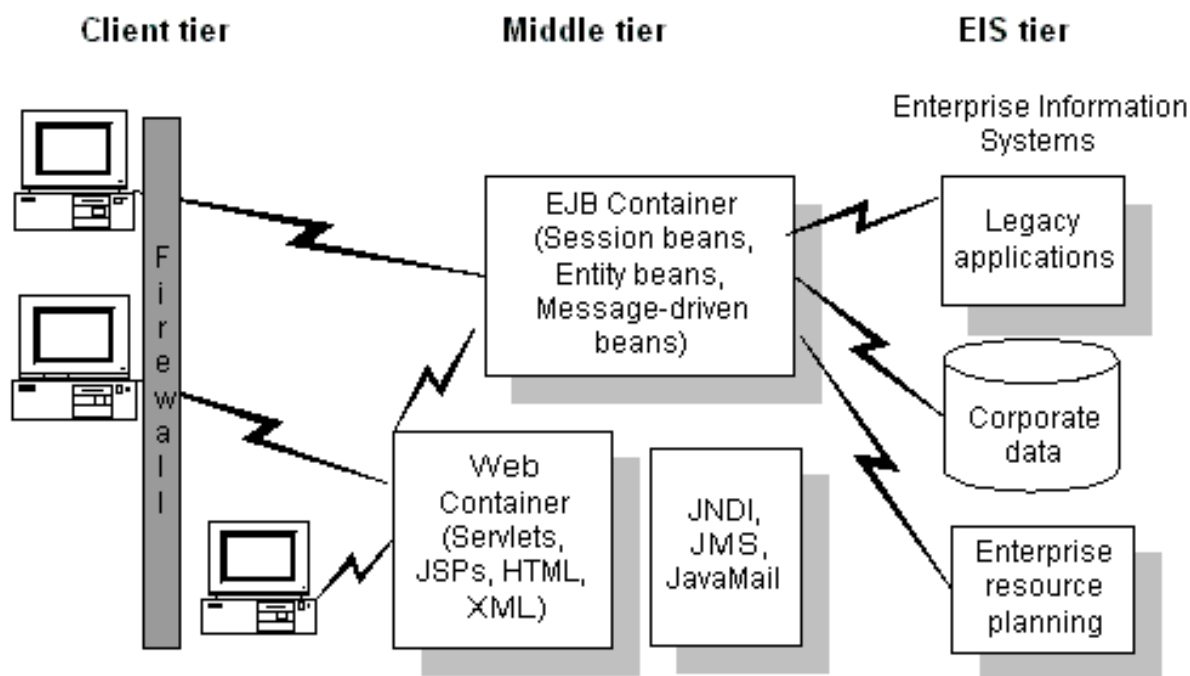 Client tier
Middle tier
EIS tier
Enterprise Information
Systems
Firewall
EJB Container
(Session beans,
Entity beans,
Message-driven
beans)
Legacy
applications
Corporate
data
Web
Container
(Servlets,
JSPs, HTML,
XML)
JNDI,
JMS,
JavaMail
Enterprise
resource
planning